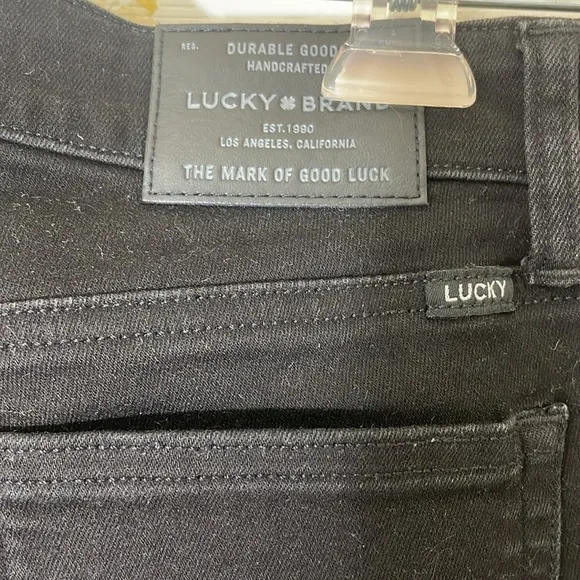 REG.
DURABLE GOOD
HANDCRAFTED
LUCKY BRAND
EST.1990
LOS ANGELES, CALIFORNIA
THE MARK OF GOOD LUCK
LUCKY